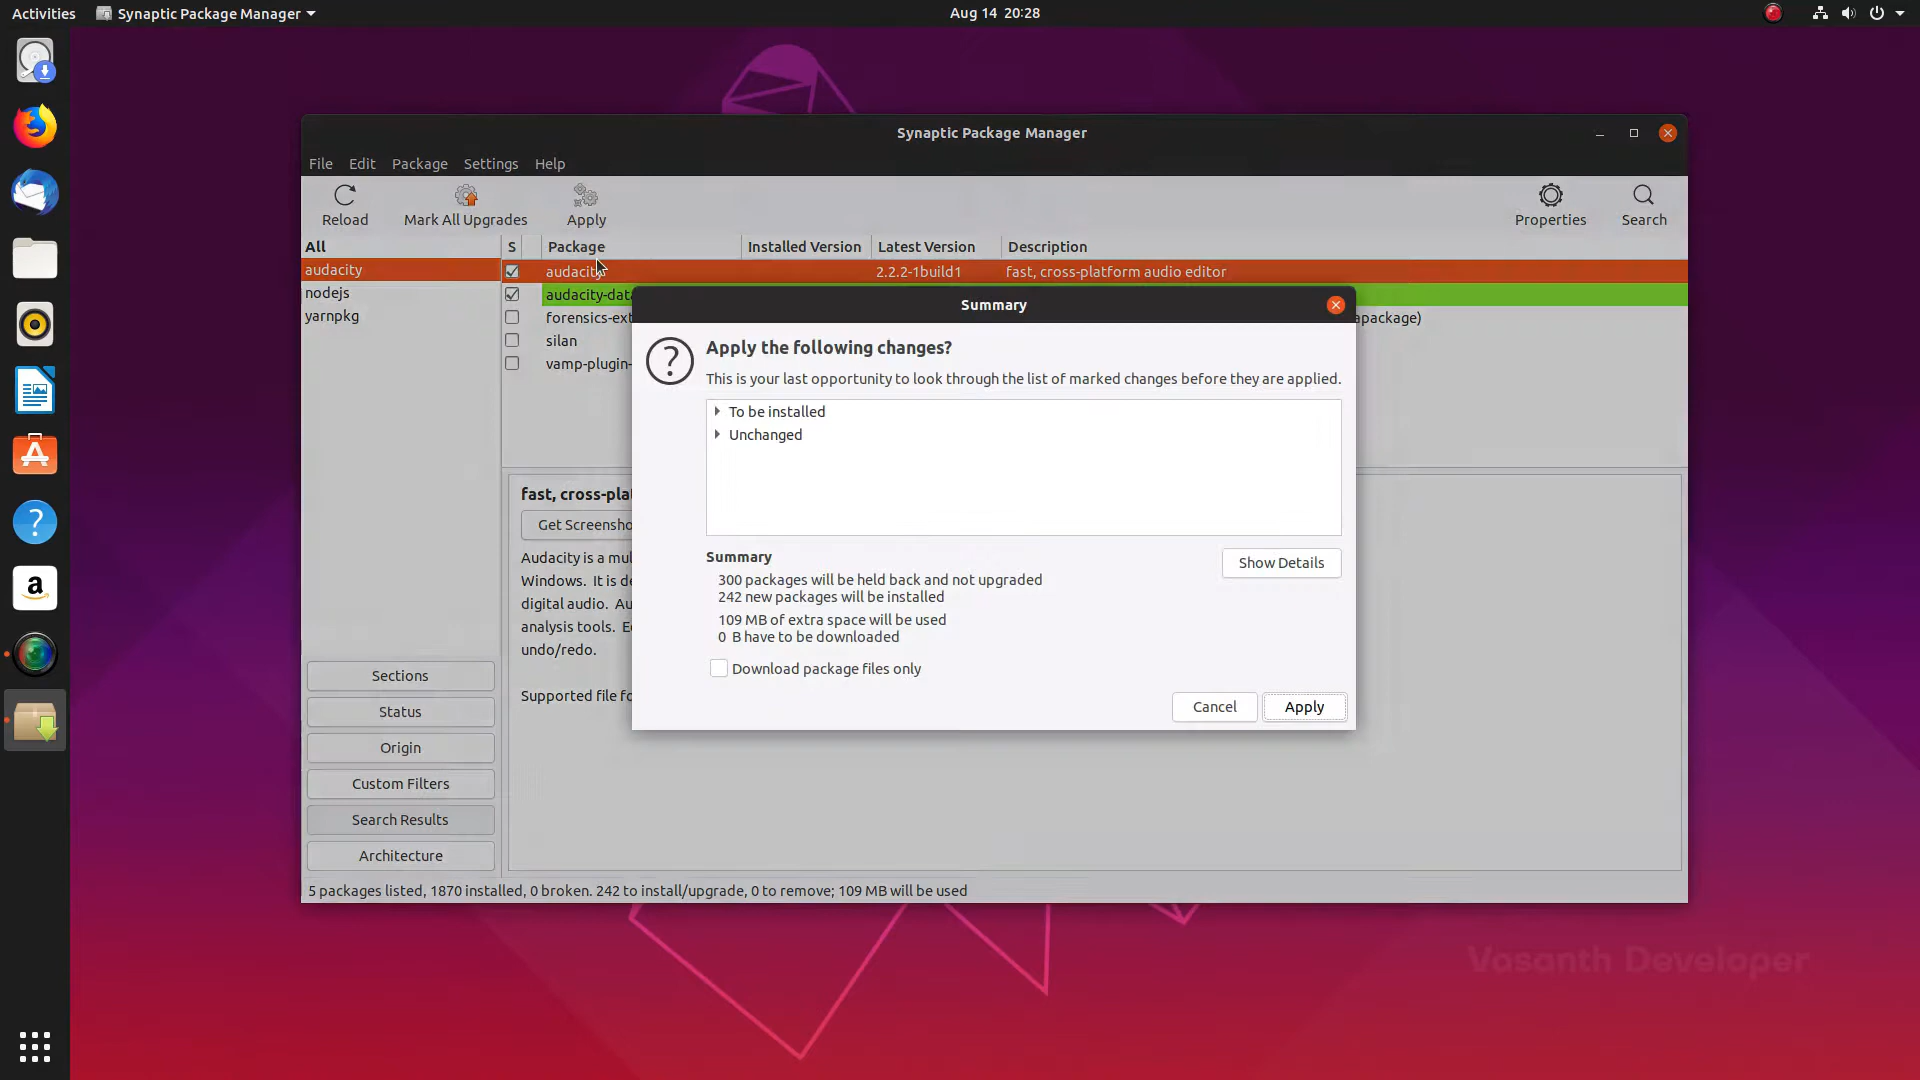 Activities Synaptic Package Manager Aug 14 20:28
Synaptic Package Manager
File Edit Package Settings Help
Reload Mark All Upgrades Apply Properties Search
All S Package Installed Version Latest Version Description
audacity audacity 2.2.2-1build1 fast, cross-platform audio editor
nodejs audacity-data
yarnpkg forensics-ext apackage)
silan
vamp-plugin-
Summary
Apply the following changes?
This is your last opportunity to look through the list of marked changes before they are applied.
To be installed
Unchanged
fast, cross-plat
Get Screensho
Audacity is a mul
Windows. It is de
digital audio. Au
analysis tools. E
undo/redo.
Supported file fo
Summary
Show Details
300 packages will be held back and not upgraded
242 new packages will be installed
109 MB of extra space will be used
0 B have to be downloaded
Download package files only
Cancel Apply
Sections
Status
Origin
Custom Filters
Search Results
Architecture
5 packages listed, 1870 installed, 0 broken. 242 to install/upgrade, 0 to remove; 109 MB will be used
Vasanth Developer